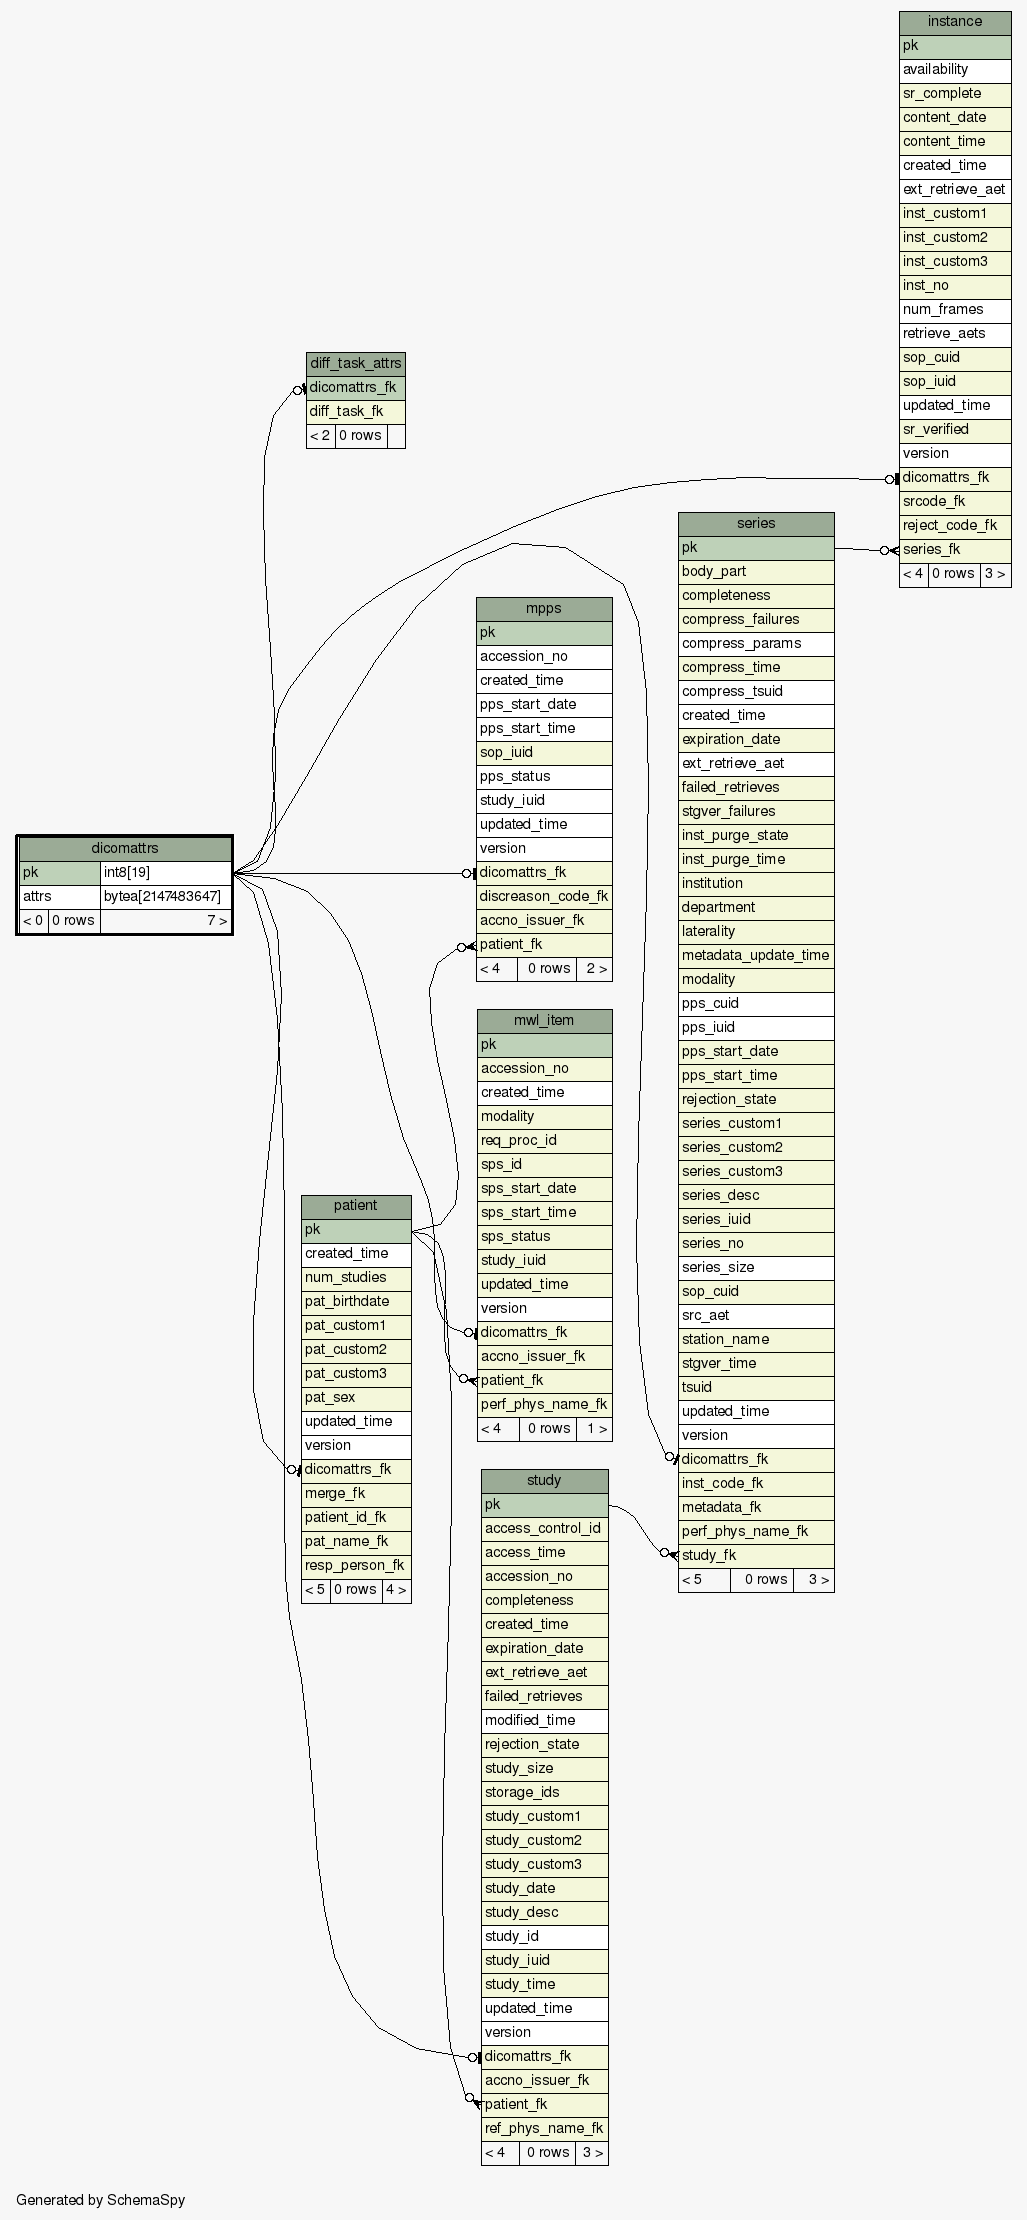 instance
pk
availability
sr_complete
content_date
content_time
created_time
ext_retrieve_aet
inst_custom1
inst_custom2
inst_custom3
inst_no
num_frames
retrieve_aets
sop_cuid
sop_iuid
updated_time
sr_verified
version
dicomattrs_fk
srcode_fk
reject_code_fk
series_fk
< 4 0 rows 3 >
diff_task_attrs
dicomattrs_fk
diff_task_fk
< 2 0 rows
series
pk
body_part
completeness
compress_failures
compress_params
compress_time
compress_tsuid
created_time
expiration_date
ext_retrieve_aet
failed_retrieves
stgver_failures
inst_purge_state
inst_purge_time
institution
department
laterality
metadata_update_time
modality
pps_cuid
pps_iuid
pps_start_date
pps_start_time
rejection_state
series_custom1
series_custom2
series_custom3
series_desc
series_iuid
series_no
series_size
sop_cuid
src_aet
station_name
stgver_time
tsuid
updated_time
version
dicomattrs_fk
inst_code_fk
metadata_fk
perf_phys_name_fk
study_fk
< 5 0 rows 3 >
mpps
pk
accession_no
created_time
pps_start_date
pps_start_time
sop_iuid
pps_status
study_iuid
updated_time
version
dicomattrs_fk
discreason_code_fk
accno_issuer_fk
patient_fk
< 4 0 rows 2 >
dicomattrs
pk int8[19]
attrs bytea[2147483647]
< 0 0 rows 7 >
mwl_item
pk
accession_no
created_time
modality
req_proc_id
sps_id
sps_start_date
sps_start_time
sps_status
study_iuid
updated_time
version
dicomattrs_fk
accno_issuer_fk
patient_fk
perf_phys_name_fk
< 4 0 rows 1 >
patient
pk
created_time
num_studies
pat_birthdate
pat_custom1
pat_custom2
pat_custom3
pat_sex
updated_time
version
dicomattrs_fk
merge_fk
patient_id_fk
pat_name_fk
resp_person_fk
< 5 0 rows 4 >
study
pk
access_control_id
access_time
accession_no
completeness
created_time
expiration_date
ext_retrieve_aet
failed_retrieves
modified_time
rejection_state
study_size
storage_ids
study_custom1
study_custom2
study_custom3
study_date
study_desc
study_id
study_iuid
study_time
updated_time
version
dicomattrs_fk
accno_issuer_fk
patient_fk
ref_phys_name_fk
< 4 0 rows 3 >
Generated by SchemaSpy